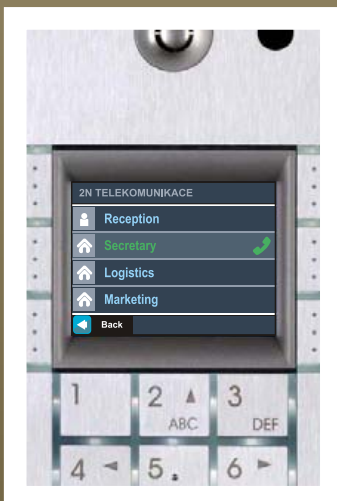 2N TELEKOMUNIKACE
Reception
Secretary
Logistics
Marketing
Back
1 2 3
ABC DEF
4 5 6